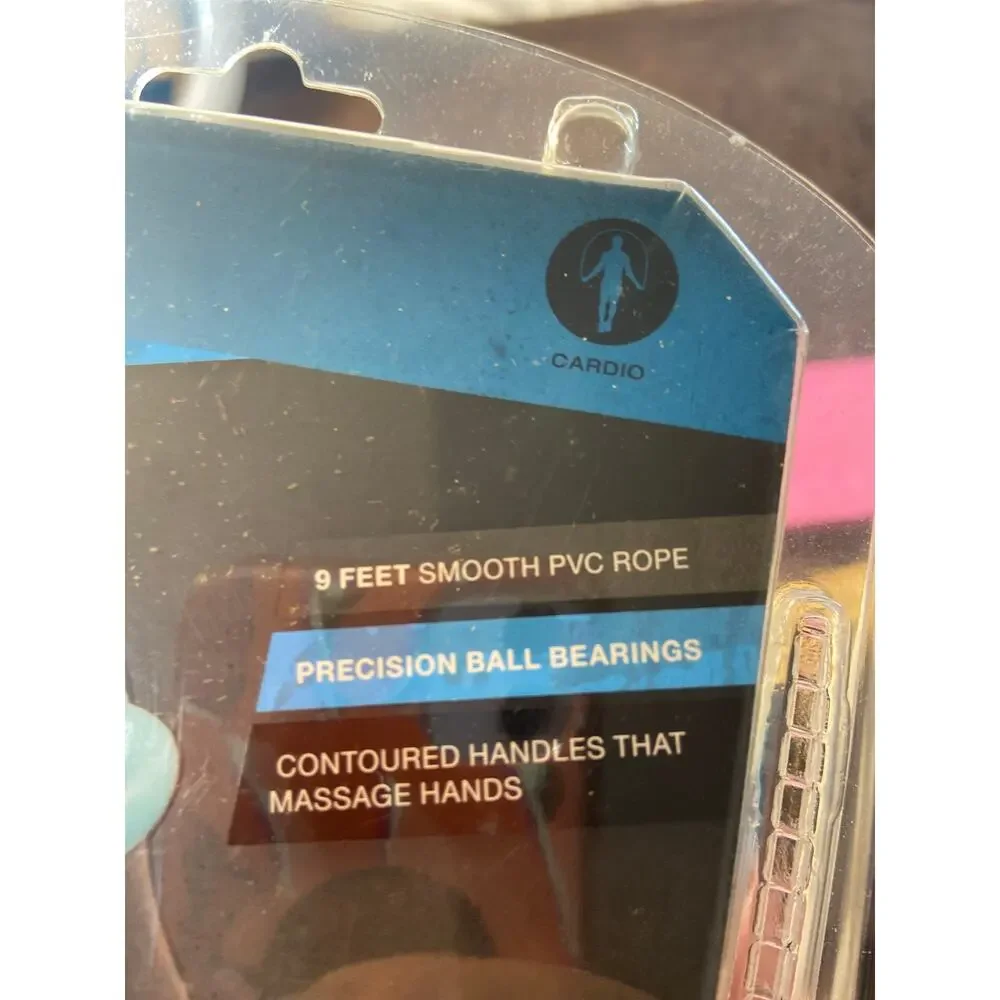 CARDIO
9 FEET SMOOTH PVC ROPE
PRECISION BALL BEARINGS
CONTOURED HANDLES THAT
MASSAGE HANDS